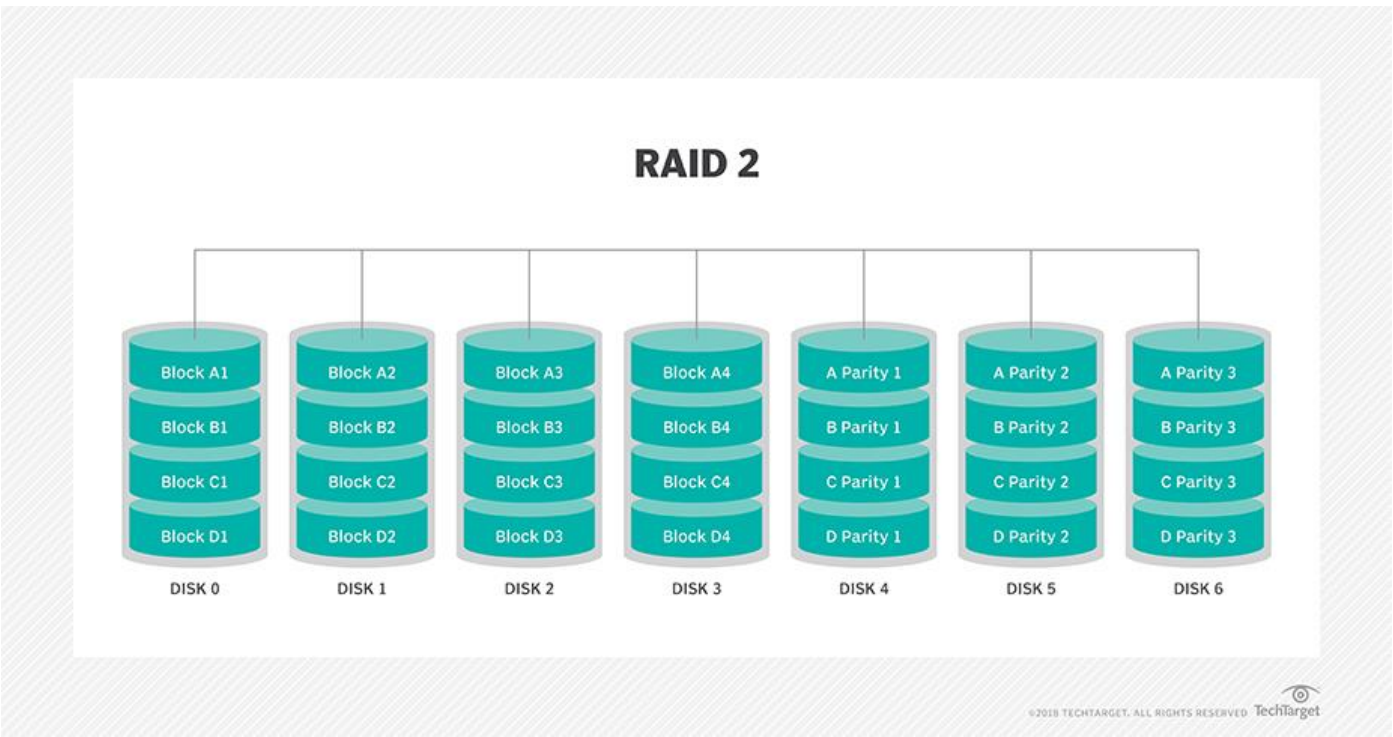 RAID 2
Block A1 Block A2 Block A3 Block A4 A Parity 1 A Parity 2 A Parity 3
Block B1 Block B2 Block B3 Block B4 B Parity 1 B Parity 2 B Parity 3
Block C1 Block C2 Block C3 Block C4 C Parity 1 C Parity 2 C Parity 3
Block D1 Block D2 Block D3 Block D4 D Parity 1 D Parity 2 D Parity 3
DISK 0 DISK 1 DISK 2 DISK 3 DISK 4 DISK 5 DISK 6
©2018 TECHTARGET. ALL RIGHTS RESERVED TechTarget